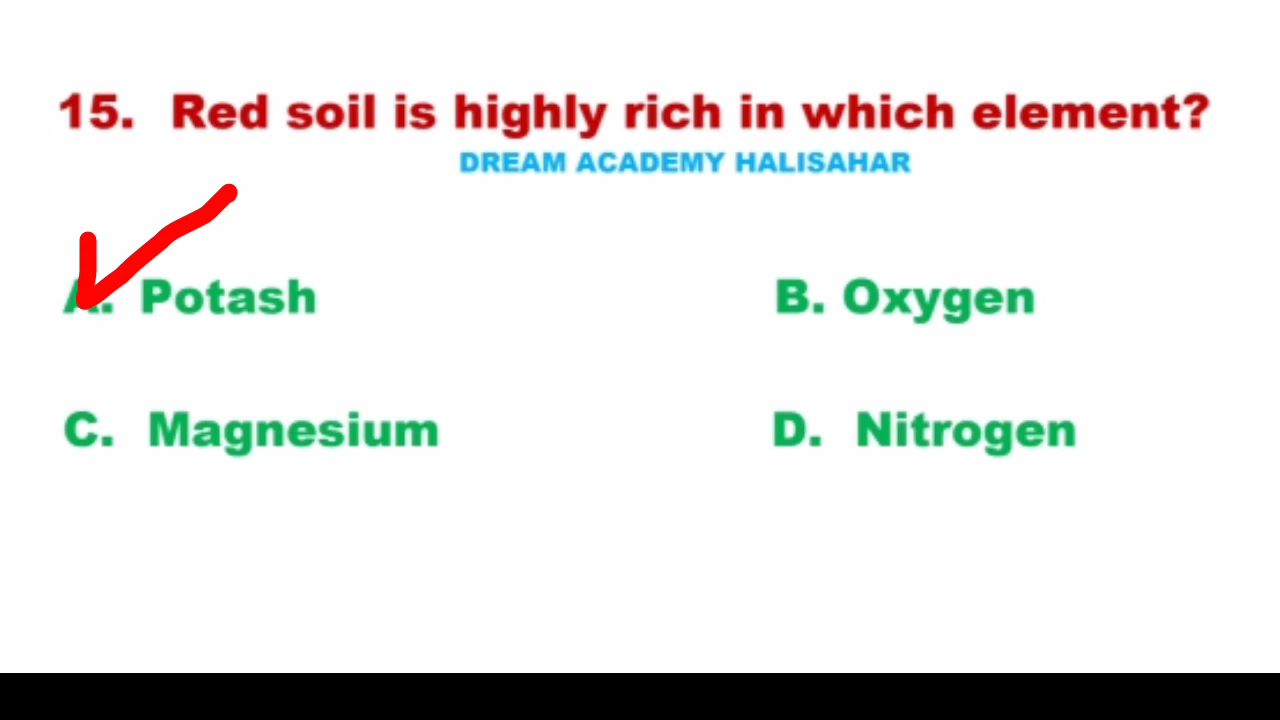 15. Red soil is highly rich in which element?
DREAM ACADEMY HALISAHAR
A. Potash B. Oxygen
C. Magnesium D. Nitrogen